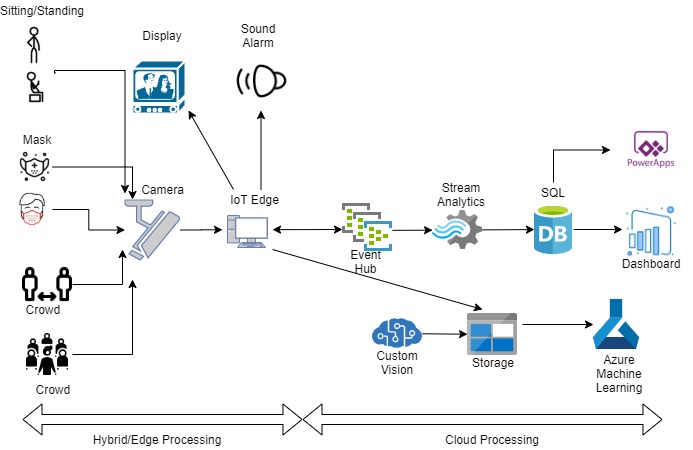 Sitting/Standing
Display
Sound
Alarm
Mask
Camera
IoT Edge
Stream
Analytics
SQL
PowerApps
DB
Event
Hub
Dashboard
Crowd
Custom
Vision
Storage
Azure
Machine
Learning
Crowd
Hybrid/Edge Processing
Cloud Processing